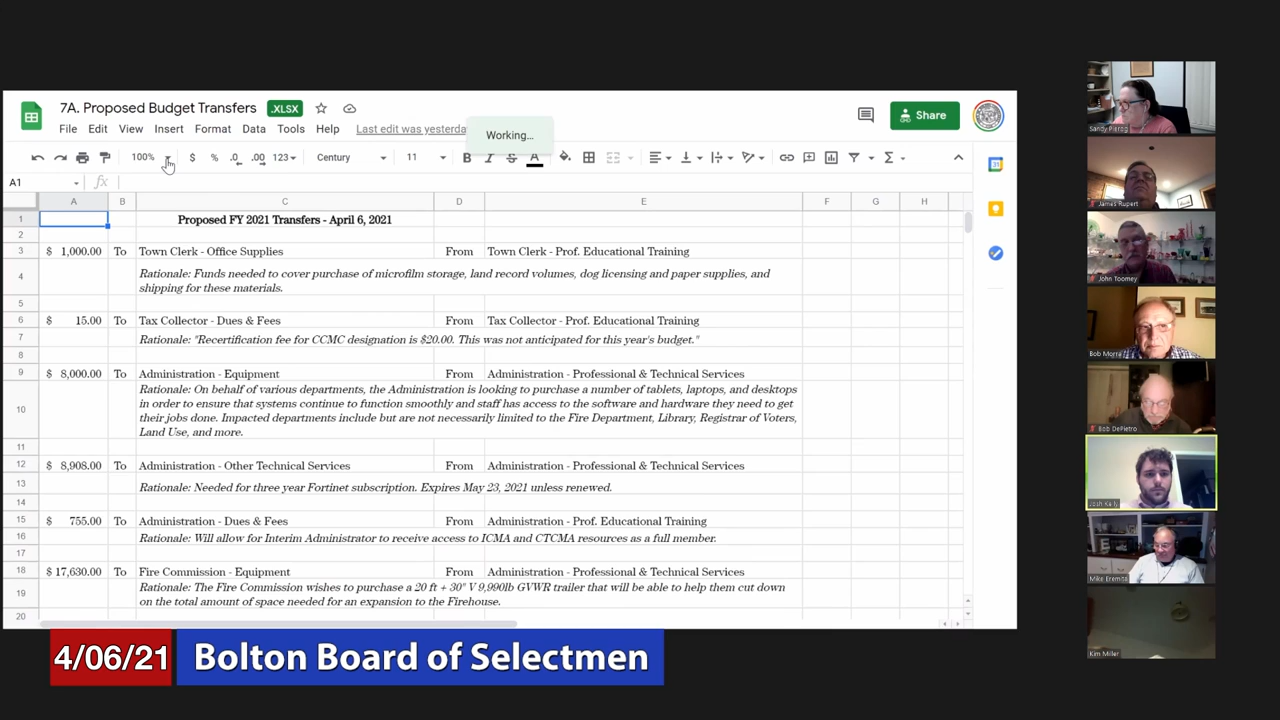 7A. Proposed Budget Transfers .XLSX
File Edit View Insert Format Data Tools Help Last edit was yesterda
Working...
Share
100% $ % .0 .00 123 Century 11 B I S A Σ
A1 fx
A B C D E F G H
1 Proposed FY 2021 Transfers - April 6, 2021
2
3 $ 1,000.00 To Town Clerk - Office Supplies From Town Clerk - Prof. Educational Training
4 Rationale: Funds needed to cover purchase of microfilm storage, land record volumes, dog licensing and paper supplies, and
shipping for these materials.
5
6 $ 15.00 To Tax Collector - Dues & Fees From Tax Collector - Prof. Educational Training
7 Rationale: "Recertification fee for CCMC designation is $20.00. This was not anticipated for this year's budget."
8
9 $ 8,000.00 To Administration - Equipment From Administration - Professional & Technical Services
10 Rationale: On behalf of various departments, the Administration is looking to purchase a number of tablets, laptops, and desktops
in order to ensure that systems continue to function smoothly and staff has access to the software and hardware they need to get
their jobs done. Impacted departments include but are not necessarily limited to the Fire Department, Library, Registrar of Voters,
Land Use, and more.
11
12 $ 8,908.00 To Administration - Other Technical Services From Administration - Professional & Technical Services
13 Rationale: Needed for three year Fortinet subscription. Expires May 23, 2021 unless renewed.
14
15 $ 755.00 To Administration - Dues & Fees From Administration - Prof. Educational Training
16 Rationale: Will allow for Interim Administrator to receive access to ICMA and CTCMA resources as a full member.
17
18 $ 17,630.00 To Fire Commission - Equipment From Administration - Professional & Technical Services
19 Rationale: The Fire Commission wishes to purchase a 20 ft + 30" V 9,990lb GVWR trailer that will be able to help them cut down
on the total amount of space needed for an expansion to the Firehouse.
20
Sandy Pierog
James Rupert
John Toomey
Bob Morra
Bob DePietro
Josh Kelly
Mike Eremita
Kim Miller
4/06/21 Bolton Board of Selectmen